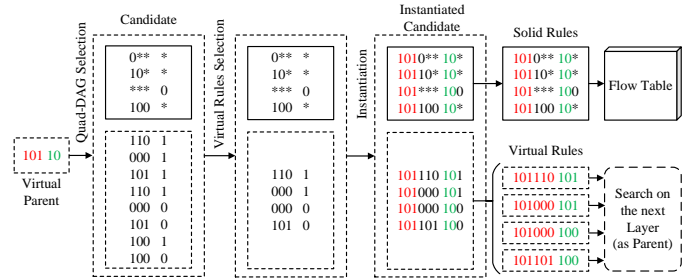 Candidate
Instantiated
Candidate
Solid Rules
Quad-DAG Selection
Virtual Rules Selection
Instantiation
0** *
10* *
*** 0
100 *
0** *
10* *
*** 0
100 *
1010** 10*
10110* 10*
101*** 100
101100 10*
1010** 10*
10110* 10*
101*** 100
101100 10*
Flow Table
101 10
Virtual
Parent
110 1
000 1
101 1
110 1
000 0
101 0
100 1
100 0
110 1
000 1
000 0
101 0
101110 101
101000 101
101000 100
101101 100
Virtual Rules
101110 101
101000 101
101000 100
101101 100
Search on
the next
Layer
(as Parent)